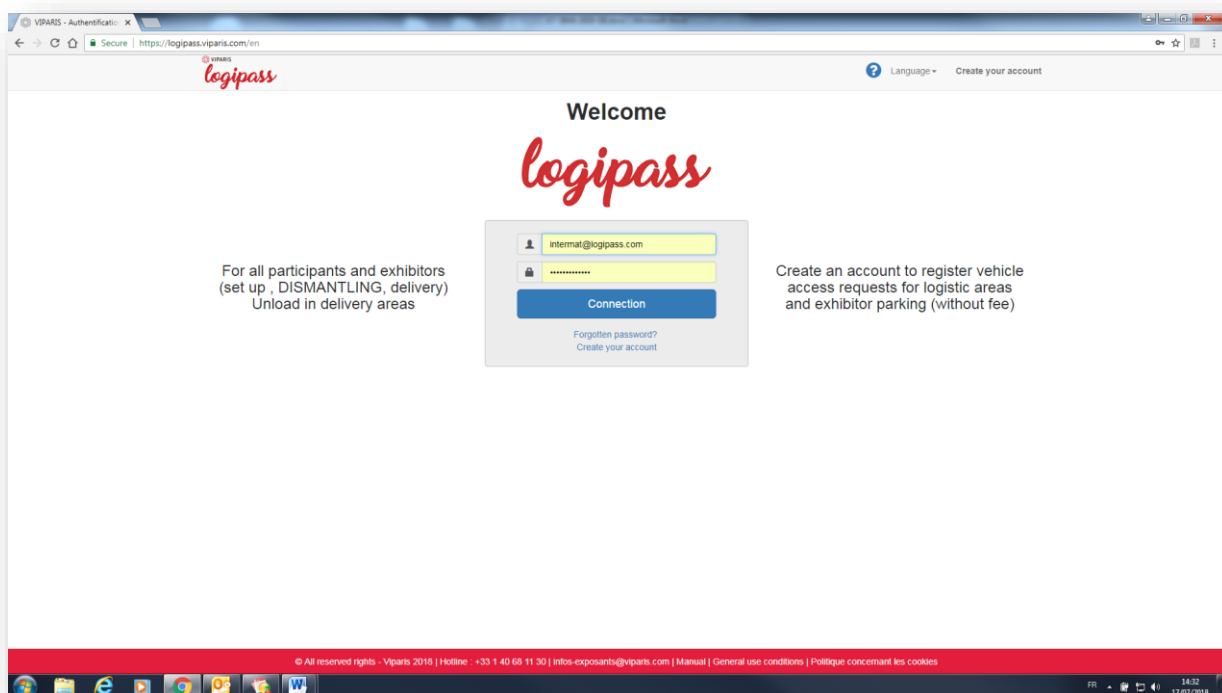 VIPARIS - Authentificatio
Secure | https://logipass.viparis.com/en
VIPARIS
logipass
? Language Create your account
Welcome
logipass
intermat@logipass.com
•••••••••••••
Connection
Forgotten password?
Create your account
For all participants and exhibitors
(set up , DISMANTLING, delivery)
Unload in delivery areas
Create an account to register vehicle
access requests for logistic areas
and exhibitor parking (without fee)
© All reserved rights - Viparis 2018 | Hotline : +33 1 40 68 11 30 | infos-exposants@viparis.com | Manual | General use conditions | Politique concernant les cookies
FR
14:32
17/07/2018